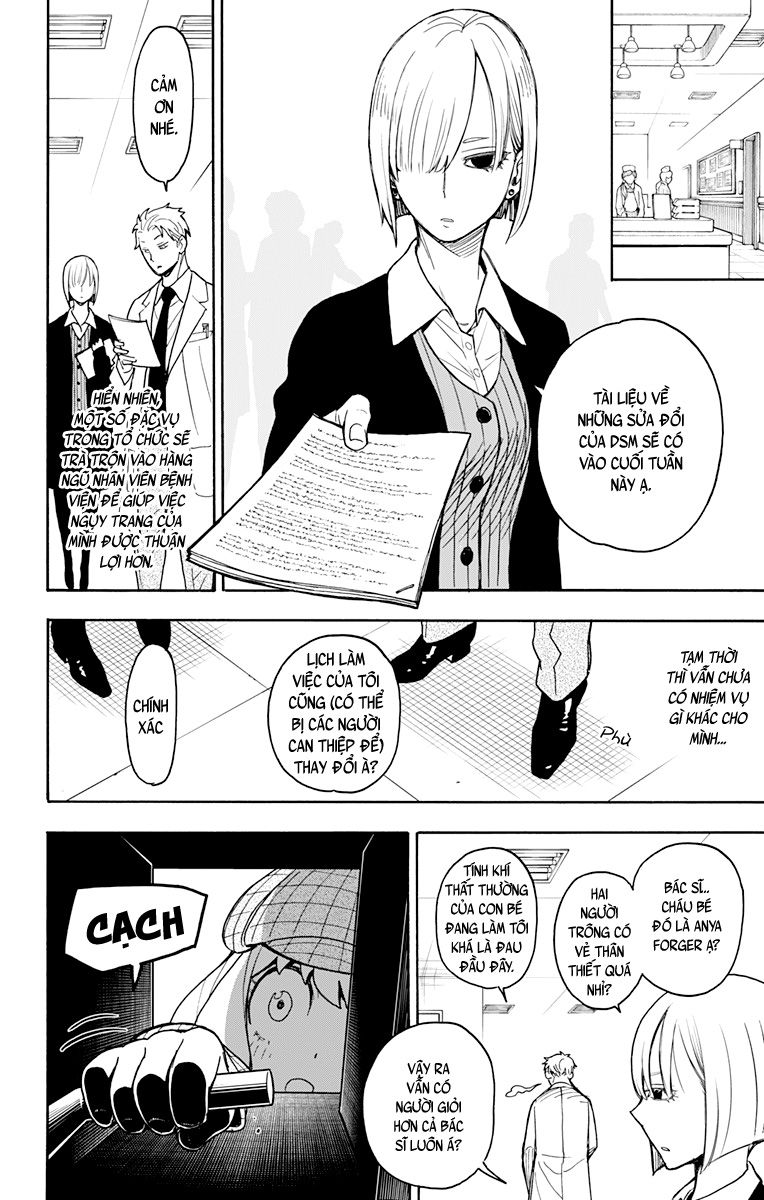 TÀI LIỆU VỀ
NHỮNG SỬA ĐỔI
CỦA DSM SẼ CÓ
VÀO CUỐI TUẦN
NÀY Ạ.
CẢM
ƠN
NHÉ.
HIỂN NHIÊN,
MỘT SỐ ĐẶC VỤ
TRONG TỔ CHỨC SẼ
TRÀ TRỘN VÀO HÀNG
NGŨ NHÂN VIÊN BỆNH
VIỆN ĐỂ GIÚP VIỆC
NGỤY TRANG CỦA
MÌNH ĐƯỢC THUẬN
LỢI HƠN.
TẠM THỜI
THÌ VẪN CHƯA
CÓ NHIỆM VỤ
GÌ KHÁC CHO
MÌNH...
Phù
LỊCH LÀM
VIỆC CỦA TÔI
CŨNG (CÓ THỂ
BỊ CÁC NGƯỜI
CAN THIỆP ĐỂ)
THAY ĐỔI À?
CHÍNH
XÁC
BÁC SĨ..
CHÁU BÉ
ĐÓ LÀ ANYA
FORGER Ạ?
HAI
NGƯỜI
TRÔNG CÓ
VẺ THÂN
THIẾT QUÁ
NHỈ?
TÍNH KHÍ
THẤT THƯỜNG
CỦA CON BÉ
ĐANG LÀM TÔI
KHÁ LÀ ĐAU
ĐẦU ĐÂY.
VẬY RA
VẪN CÓ
NGƯỜI GIỎI
HƠN CẢ BÁC
SĨ LUÔN Á?
CẠCH